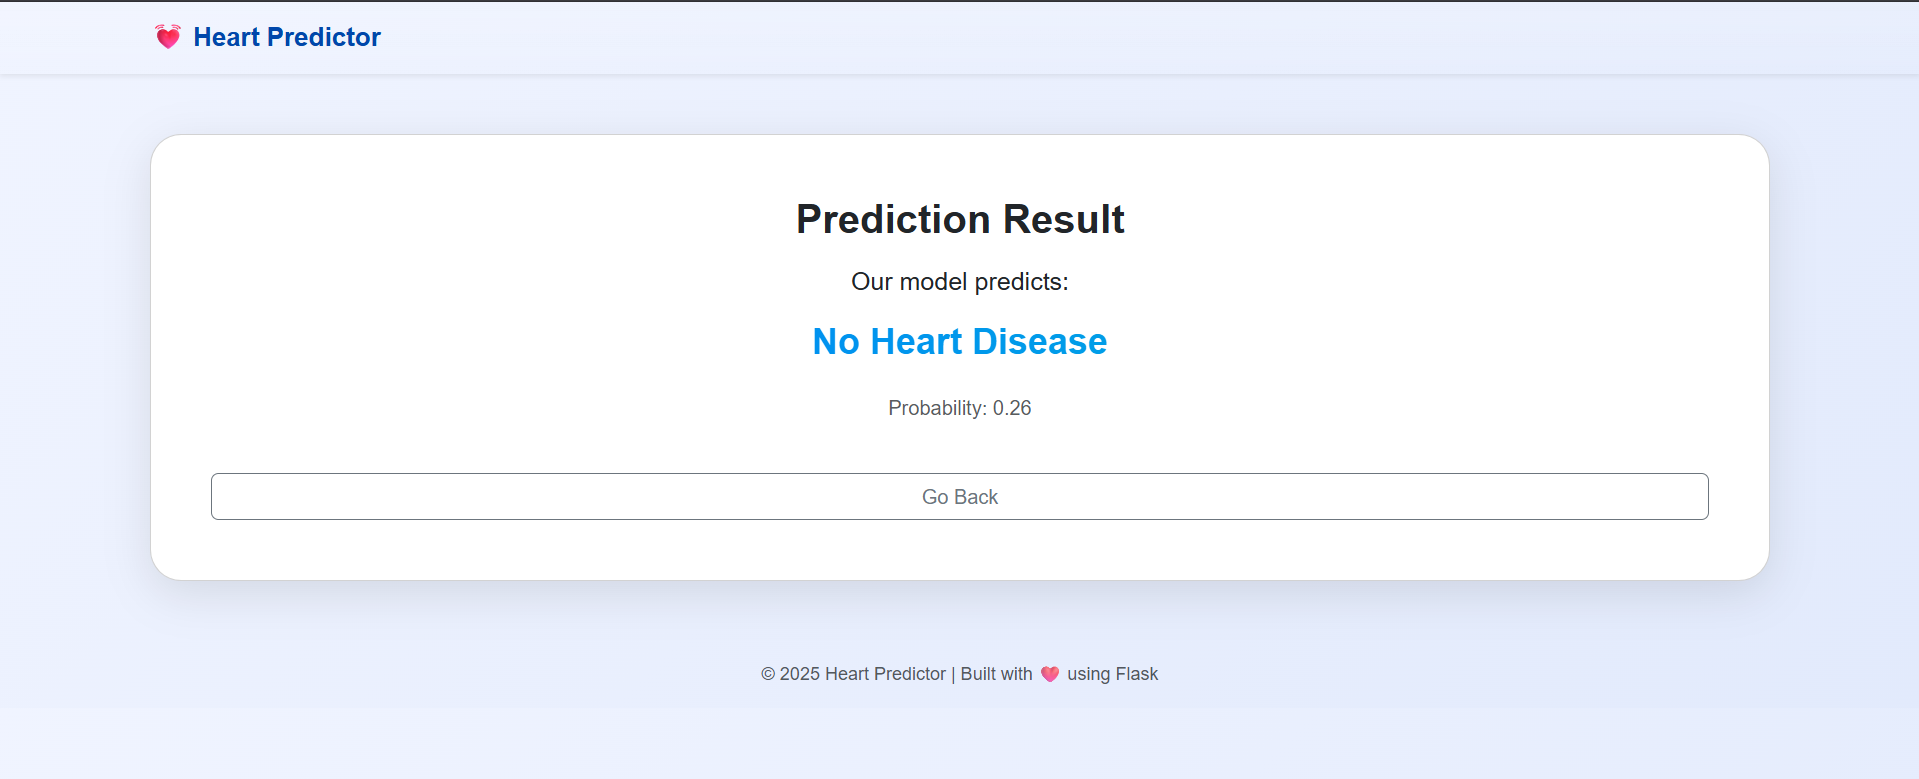 💓 Heart Predictor
Prediction Result
Our model predicts:
No Heart Disease
Probability: 0.26
Go Back
© 2025 Heart Predictor | Built with 💗 using Flask